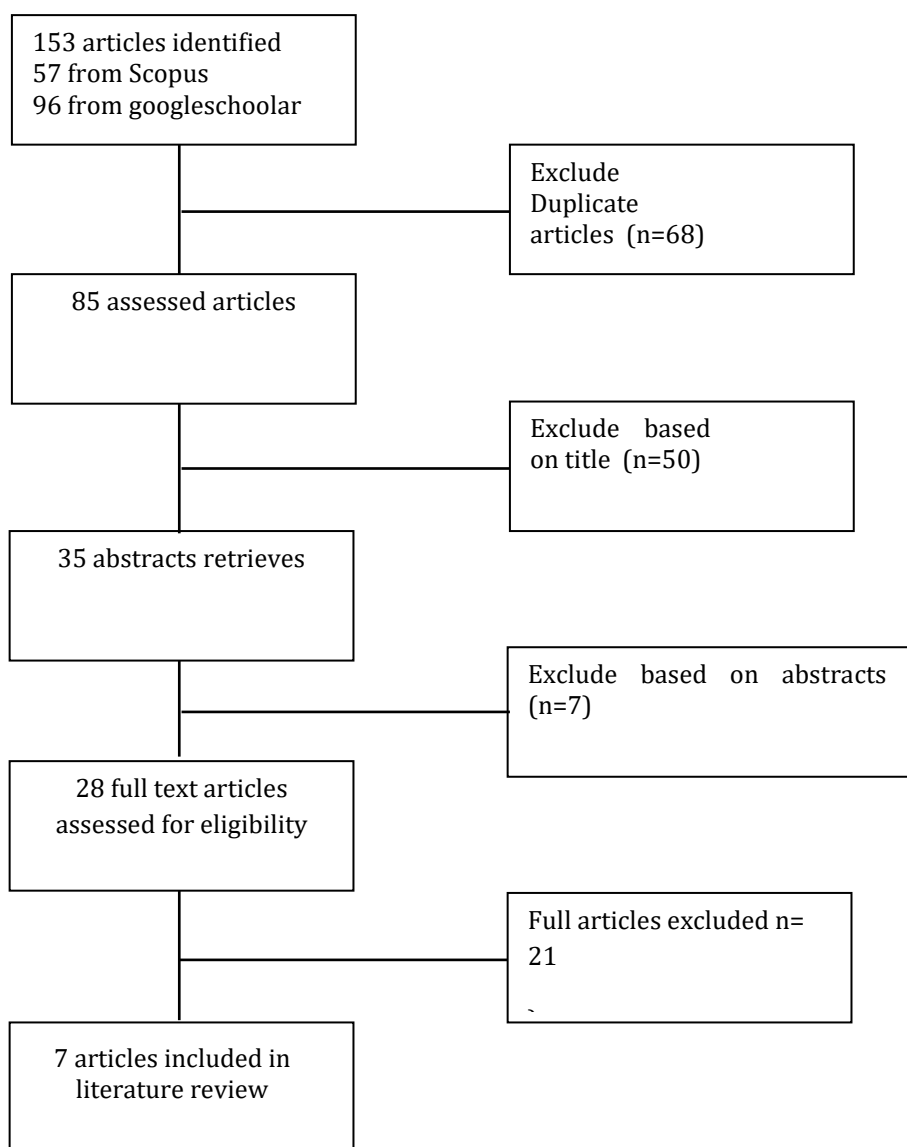 153 articles identified
57 from Scopus
96 from googleschoolar
Exclude
Duplicate
articles (n=68)
85 assessed articles
Exclude based
on title (n=50)
35 abstracts retrieves
Exclude based on abstracts
(n=7)
28 full text articles
assessed for eligibility
Full articles excluded n=
21
`
7 articles included in
literature review